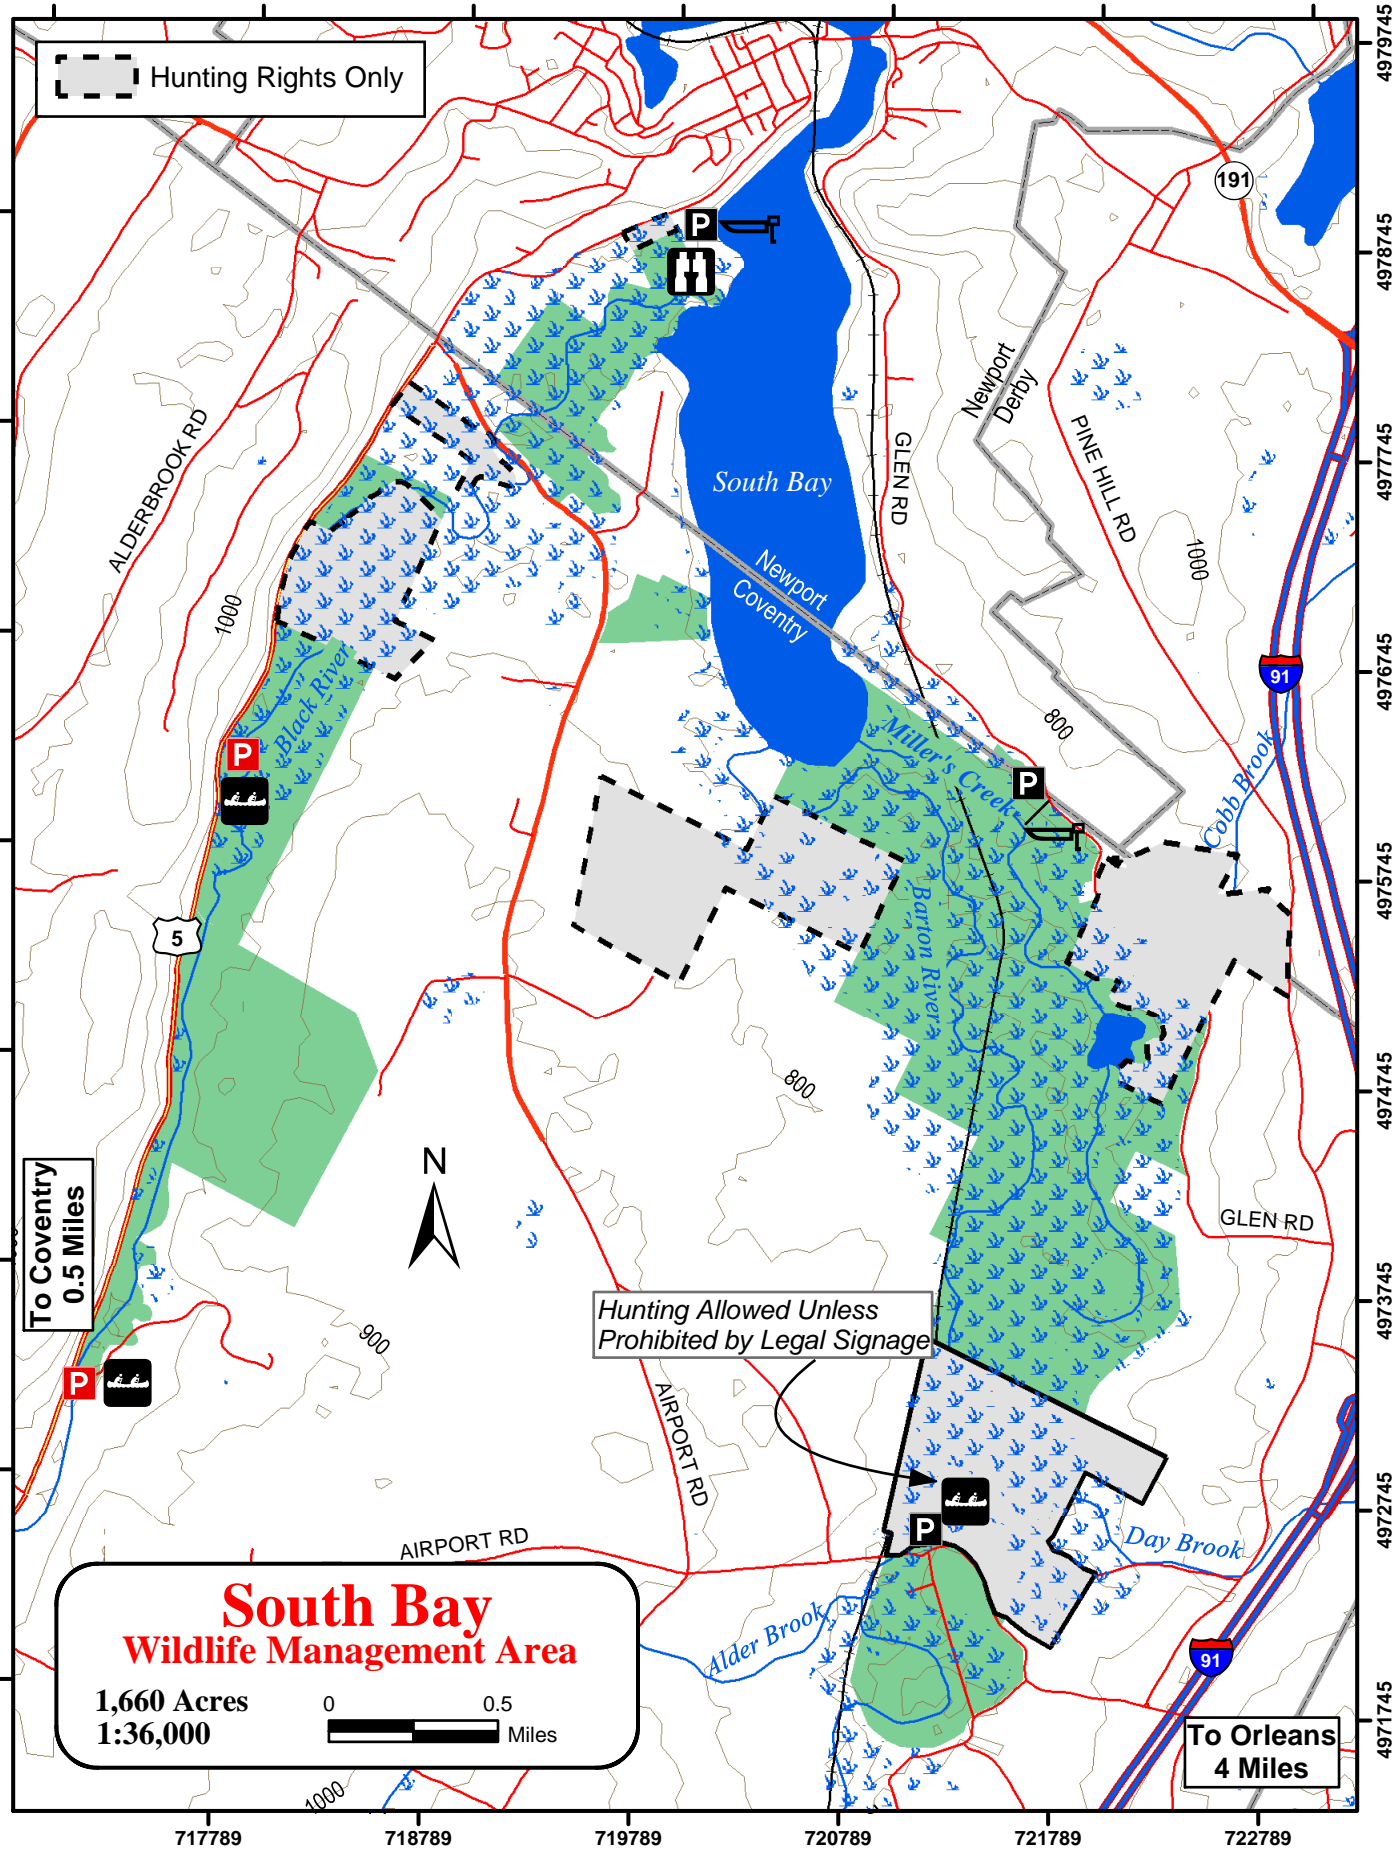 Hunting Rights Only
191
ALDERBROOK RD
Newport
Derby
PINE HILL RD
GLEN RD
South Bay
Newport
Coventry
1000
1000
P
P
P
P
P
91
Black River
800
Miller's Creek
Cobb Brook
Barton River
5
800
N
To Coventry
0.5 Miles
GLEN RD
Hunting Allowed Unless
Prohibited by Legal Signage
900
AIRPORT RD
AIRPORT RD
Day Brook
Alder Brook
91
South Bay
Wildlife Management Area
1,660 Acres
1:36,000
0 0.5
Miles
1000
To Orleans
4 Miles
4979745
4978745
4977745
4976745
4975745
4974745
4973745
4972745
4971745
717789 718789 719789 720789 721789 722789